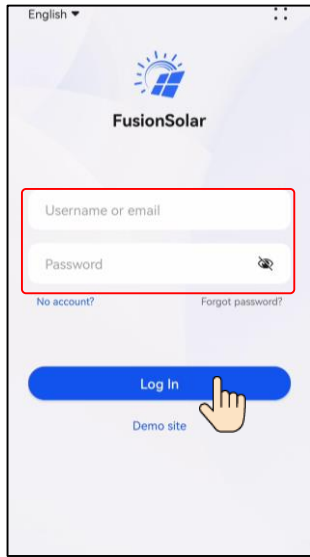 English
FusionSolar
Username or email
Password
No account? Forgot password?
Log In
Demo site